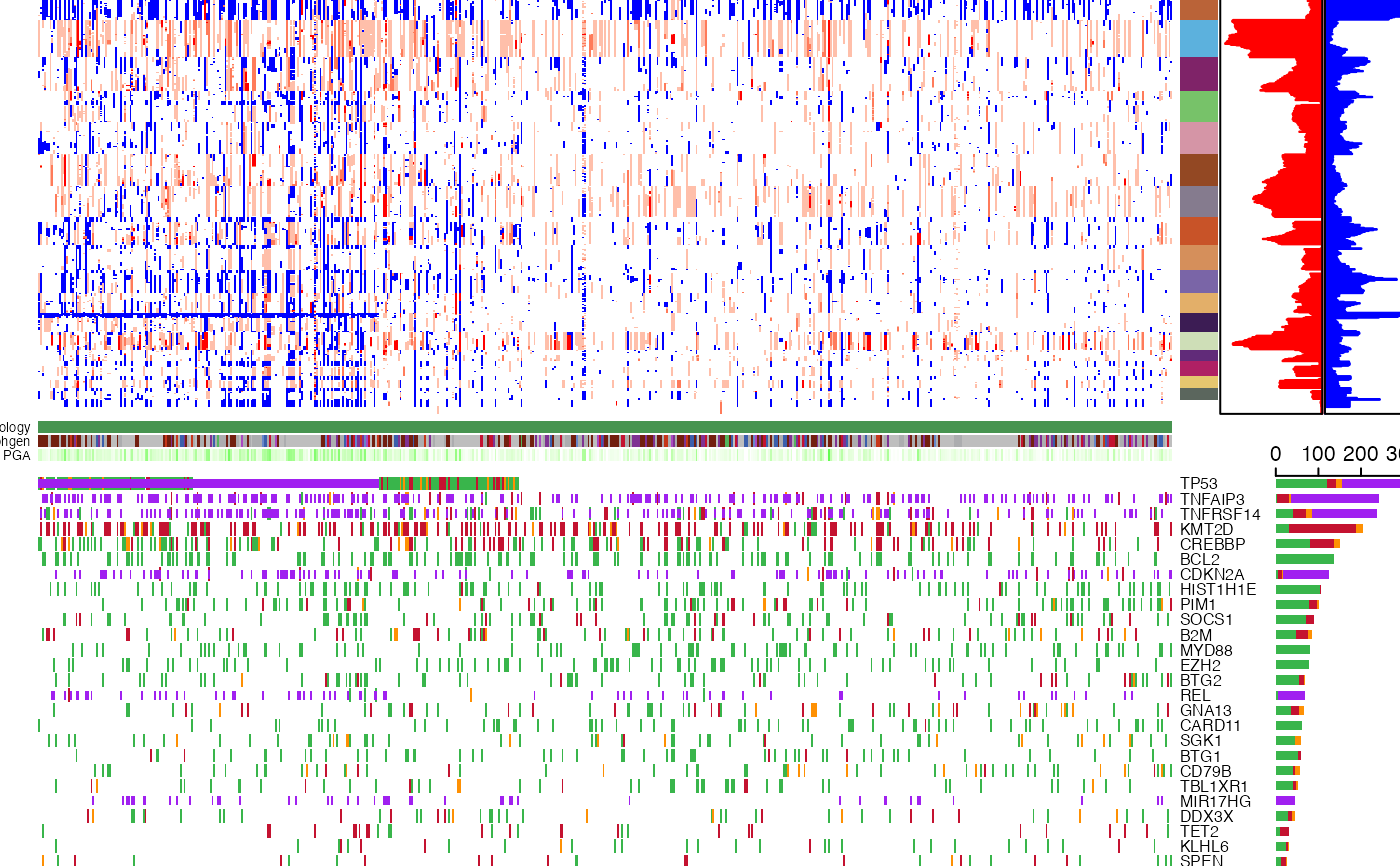 ology
ohgen
PGA
0 100 200 30
TP53
TNFAIP3
TNFRSF14
KMT2D
CREBBP
BCL2
CDKN2A
HIST1H1E
PIM1
SOCS1
B2M
MYD88
EZH2
BTG2
REL
GNA13
CARD11
SGK1
BTG1
CD79B
TBL1XR1
MIR17HG
DDX3X
TET2
KLHL6
SPEN